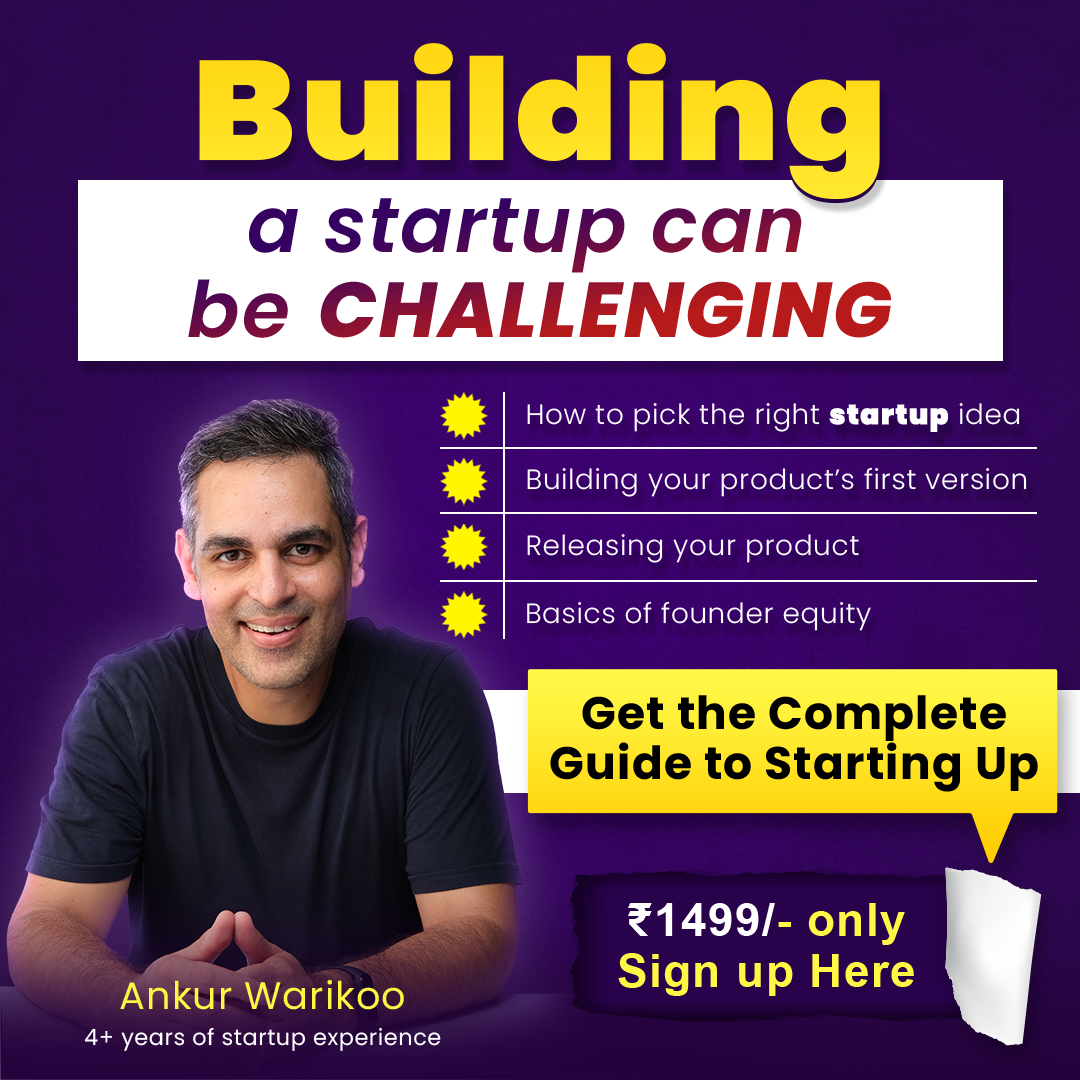 Building
a startup can
be CHALLENGING
How to pick the right startup idea
Building your product's first version
Releasing your product
Basics of founder equity
Get the Complete
Guide to Starting Up
₹1499/- only
Sign up Here
Ankur Warikoo
4+ years of startup experience